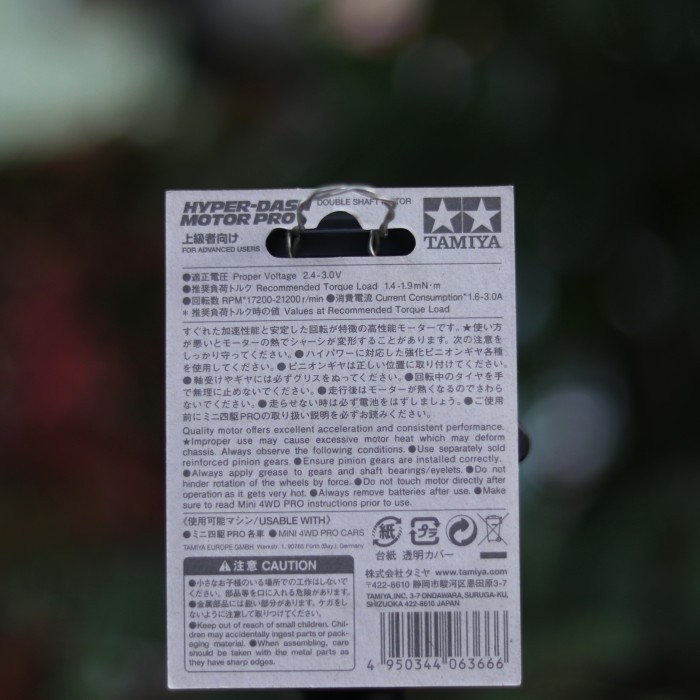 HYPER-DASH DOUBLE SHAFT MOTOR
MOTOR PRO
上級者向け
FOR ADVANCED USERS
TAMIYA
●適正電圧 Proper Voltage 2.4-3.0V
●推奨負荷トルク Recommended Torque Load 1.4-1.9mN·m
●回転数 RPM*17200-21200r/min ●消費電流 Current Consumption*1.6-3.0A
* 推奨負荷トルク時の値 Values at Recommended Torque Load
すぐれた加速性能と安定した回転が特徴の高性能モーターです。★使い方
が悪いとモーターの熱でシャーシが変形することがあります。次の注意を
しっかり守ってください。●ハイパワーに対応した強化ピニオンギヤ各種
を使用してください。●ピニオンギヤは正しい位置に取り付けてください。
●軸受けやギヤには必ずグリスをぬってください。●回転中のタイヤを手
で無理に止めないでください。●走行後はモーターが熱くなるのでさわら
ないでください。●走らせない時は必ず電池をはずしましょう。●ご使用
前にミニ四駆PROの取り扱い説明を必ずお読みください。
Quality motor offers excellent acceleration and consistent performance.
★Improper use may cause excessive motor heat which may deform
chassis. Always observe the following conditions. ●Use separately sold
reinforced pinion gears. ●Ensure pinion gears are installed correctly.
●Always apply grease to gears and shaft bearings/eyelets. ●Do not
hinder rotation of the wheels by force. ●Do not touch motor directly after
operation as it gets very hot. ●Always remove batteries after use. ●Make
sure to read Mini 4WD PRO instructions prior to use.
〈使用可能マシン/USABLE WITH〉
●ミニ四駆PRO各車 ●MINI 4WD PRO CARS
TAMIYA EUROPE GMBH Werkstr. 1, 90765 Fürth (Bay.), Germany
紙 プラ
台紙 透明カバー
注意 CAUTION
●小さなお子様のいる場所での工作はしないで
ください。部品等を口に入れる危険があります。
●金属部品には鋭い部分があります。ケガをし
ないように注意して取りつけてください。
●Keep out of reach of small children. Chil-
dren may accidentally ingest parts or pack-
aging material. ●When assembling, care
should be taken with the metal parts as
they have sharp edges.
株式会社タミヤ www.tamiya.com
〒422-8610 静岡市駿河区恩田原3-7
TAMIYA,INC. 3-7 ONDAWARA, SURUGA-KU,
SHIZUOKA 422-8610 JAPAN
4 950344 063666